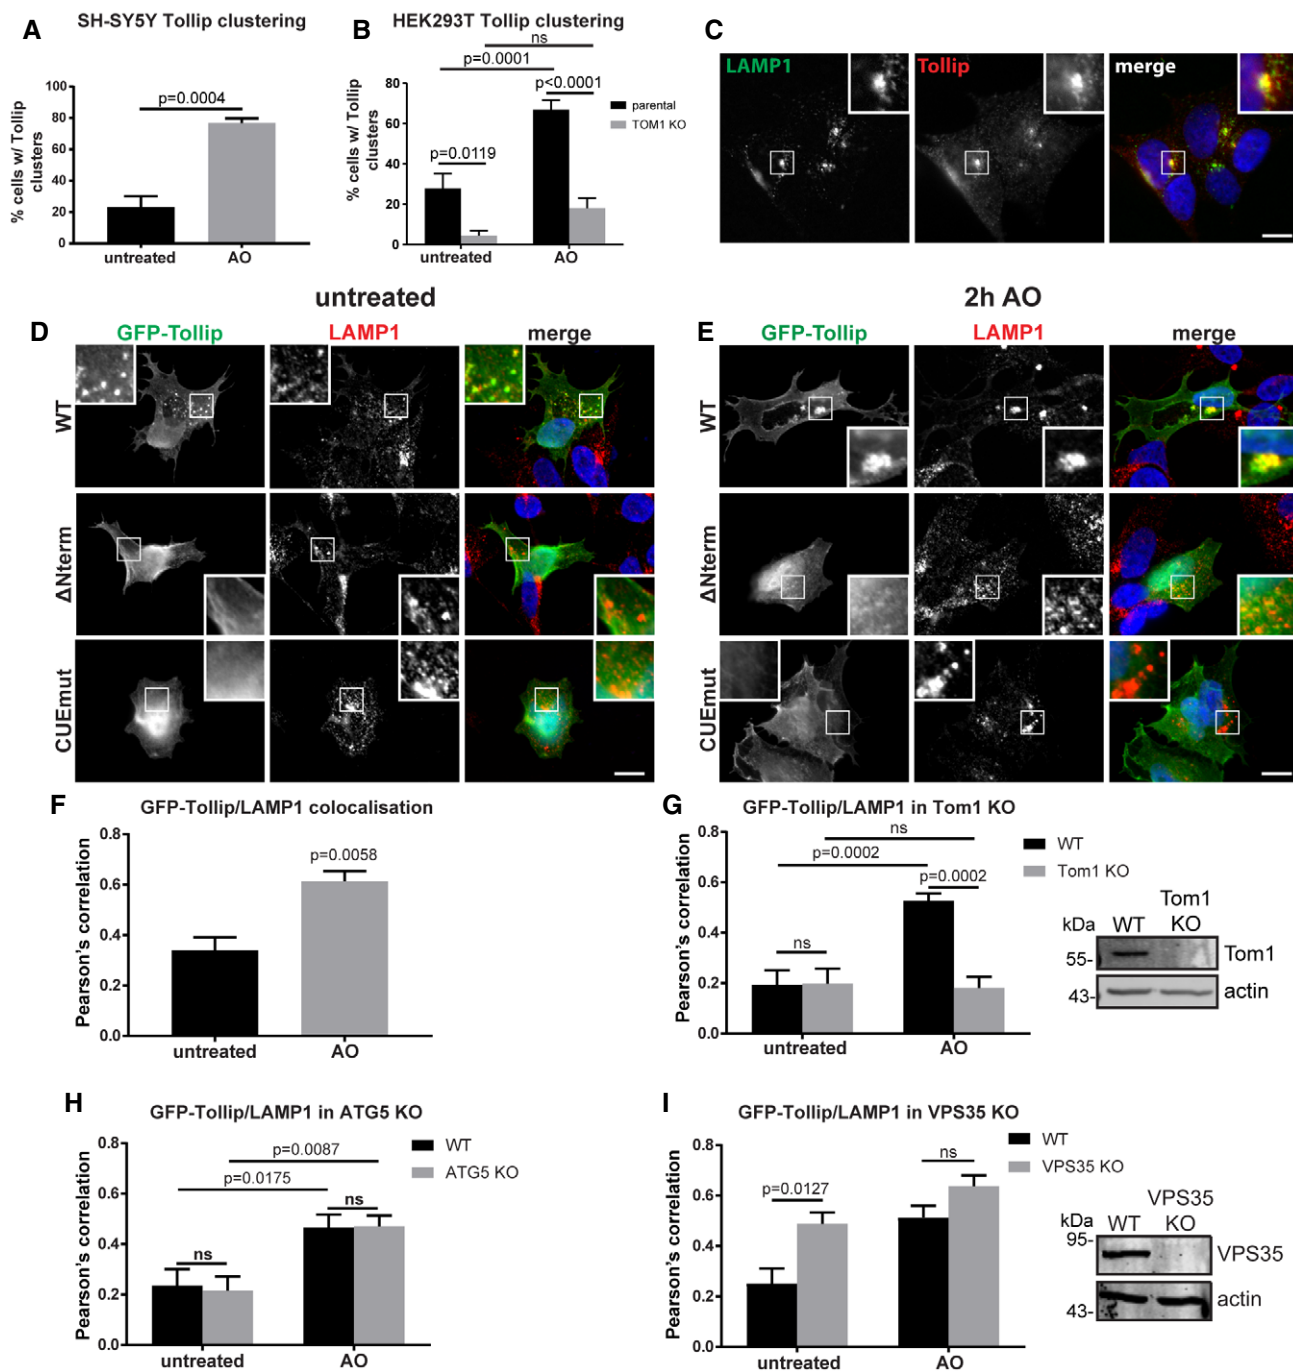 A
SH-SY5Y Tollip clustering
% cells w/ Tollip
clusters
100
80
60
40
20
0
p=0.0004
untreated
AO
B
HEK293T Tollip clustering
% cells w/ Tollip
clusters
80
60
40
20
0
ns
p=0.0001
p<0.0001
p=0.0119
parental
TOM1 KO
untreated
AO
C
LAMP1
Tollip
merge
untreated
D
GFP-Tollip
LAMP1
merge
WT
ΔNterm
CUEmut
2h AO
E
GFP-Tollip
LAMP1
merge
WT
ΔNterm
CUEmut
F
GFP-Tollip/LAMP1 colocalisation
Pearson's correlation
0.8
0.6
0.4
0.2
0.0
p=0.0058
untreated
AO
G
GFP-Tollip/LAMP1 in Tom1 KO
Pearson's correlation
0.8
0.6
0.4
0.2
0.0
ns
p=0.0002
p=0.0002
ns
WT
Tom1 KO
untreated
AO
kDa
WT
Tom1
KO
55-
Tom1
43-
actin
H
GFP-Tollip/LAMP1 in ATG5 KO
Pearson's correlation
0.8
0.6
0.4
0.2
0.0
p=0.0087
p=0.0175
ns
ns
WT
ATG5 KO
untreated
AO
I
GFP-Tollip/LAMP1 in VPS35 KO
Pearson's correlation
0.8
0.6
0.4
0.2
0.0
ns
p=0.0127
WT
VPS35 KO
untreated
AO
kDa
WT
VPS35
KO
95-
VPS35
43-
actin